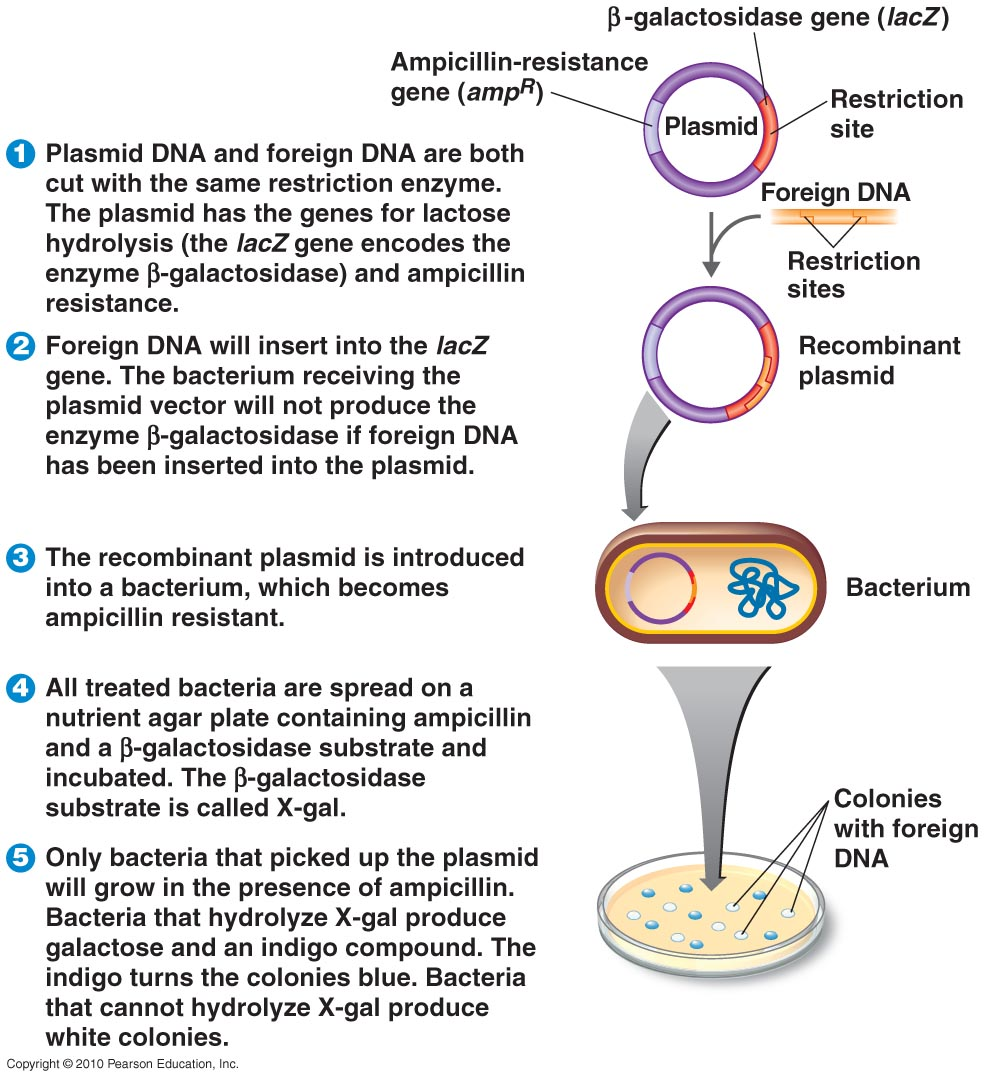 β-galactosidase gene (lacZ)
Ampicillin-resistance
gene (ampR)
Plasmid
Restriction
site
Foreign DNA
Restriction
sites
1 Plasmid DNA and foreign DNA are both
cut with the same restriction enzyme.
The plasmid has the genes for lactose
hydrolysis (the lacZ gene encodes the
enzyme β-galactosidase) and ampicillin
resistance.
2 Foreign DNA will insert into the lacZ
gene. The bacterium receiving the
plasmid vector will not produce the
enzyme β-galactosidase if foreign DNA
has been inserted into the plasmid.
Recombinant
plasmid
3 The recombinant plasmid is introduced
into a bacterium, which becomes
ampicillin resistant.
Bacterium
4 All treated bacteria are spread on a
nutrient agar plate containing ampicillin
and a β-galactosidase substrate and
incubated. The β-galactosidase
substrate is called X-gal.
Colonies
with foreign
DNA
5 Only bacteria that picked up the plasmid
will grow in the presence of ampicillin.
Bacteria that hydrolyze X-gal produce
galactose and an indigo compound. The
indigo turns the colonies blue. Bacteria
that cannot hydrolyze X-gal produce
white colonies.
Copyright © 2010 Pearson Education, Inc.